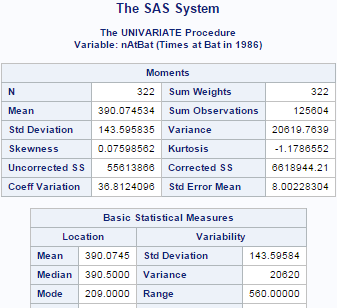 The SAS System
The UNIVARIATE Procedure
Variable: nAtBat (Times at Bat in 1986)
Moments
N 322 Sum Weights 322
Mean 390.074534 Sum Observations 125604
Std Deviation 143.595835 Variance 20619.7639
Skewness 0.07598562 Kurtosis -1.1786552
Uncorrected SS 55613866 Corrected SS 6618944.21
Coeff Variation 36.8124096 Std Error Mean 8.00228304
Basic Statistical Measures
Location Variability
Mean 390.0745 Std Deviation 143.59584
Median 390.5000 Variance 20620
Mode 209.0000 Range 560.00000